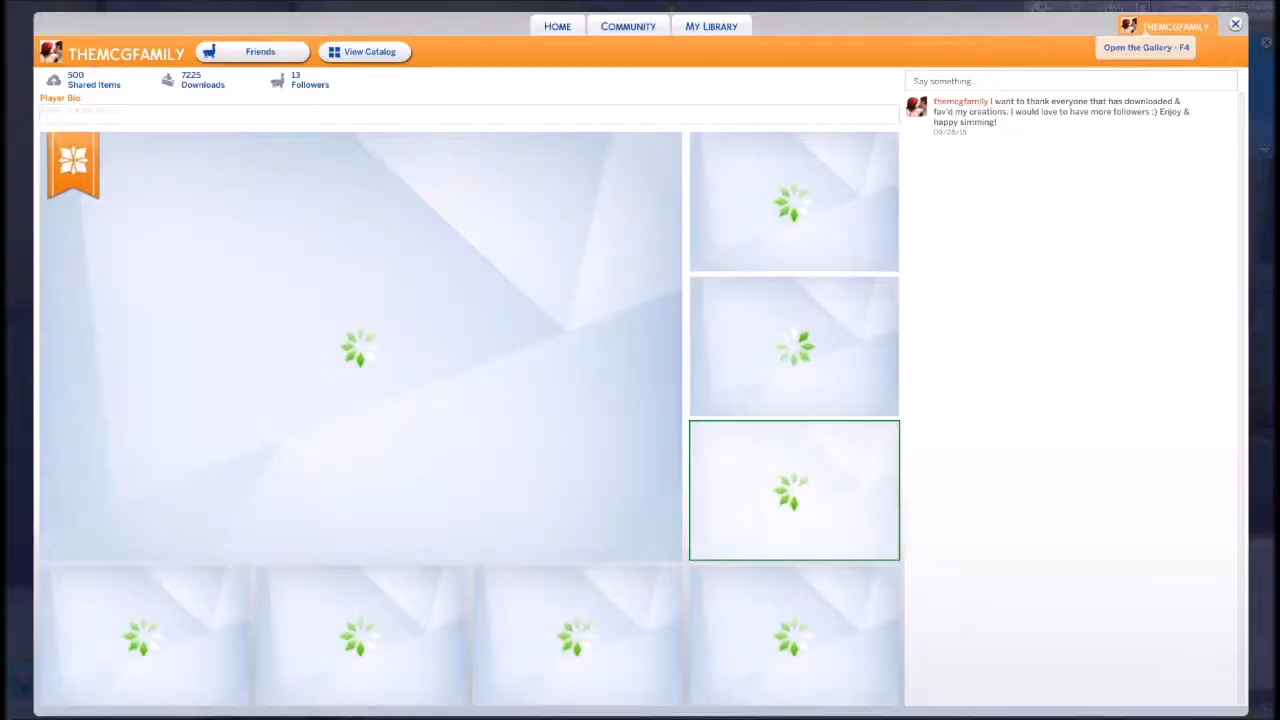 HOME COMMUNITY MY LIBRARY THEMCGFAMILY
THEMCGFAMILY Friends View Catalog Open the Gallery - F4
500 7225 13
Shared Items Downloads Followers
Player Bio:
Say something...
themcgfamily I want to thank everyone that has downloaded &
fav'd my creations. I would love to have more followers :) Enjoy &
happy simming!
09/28/15